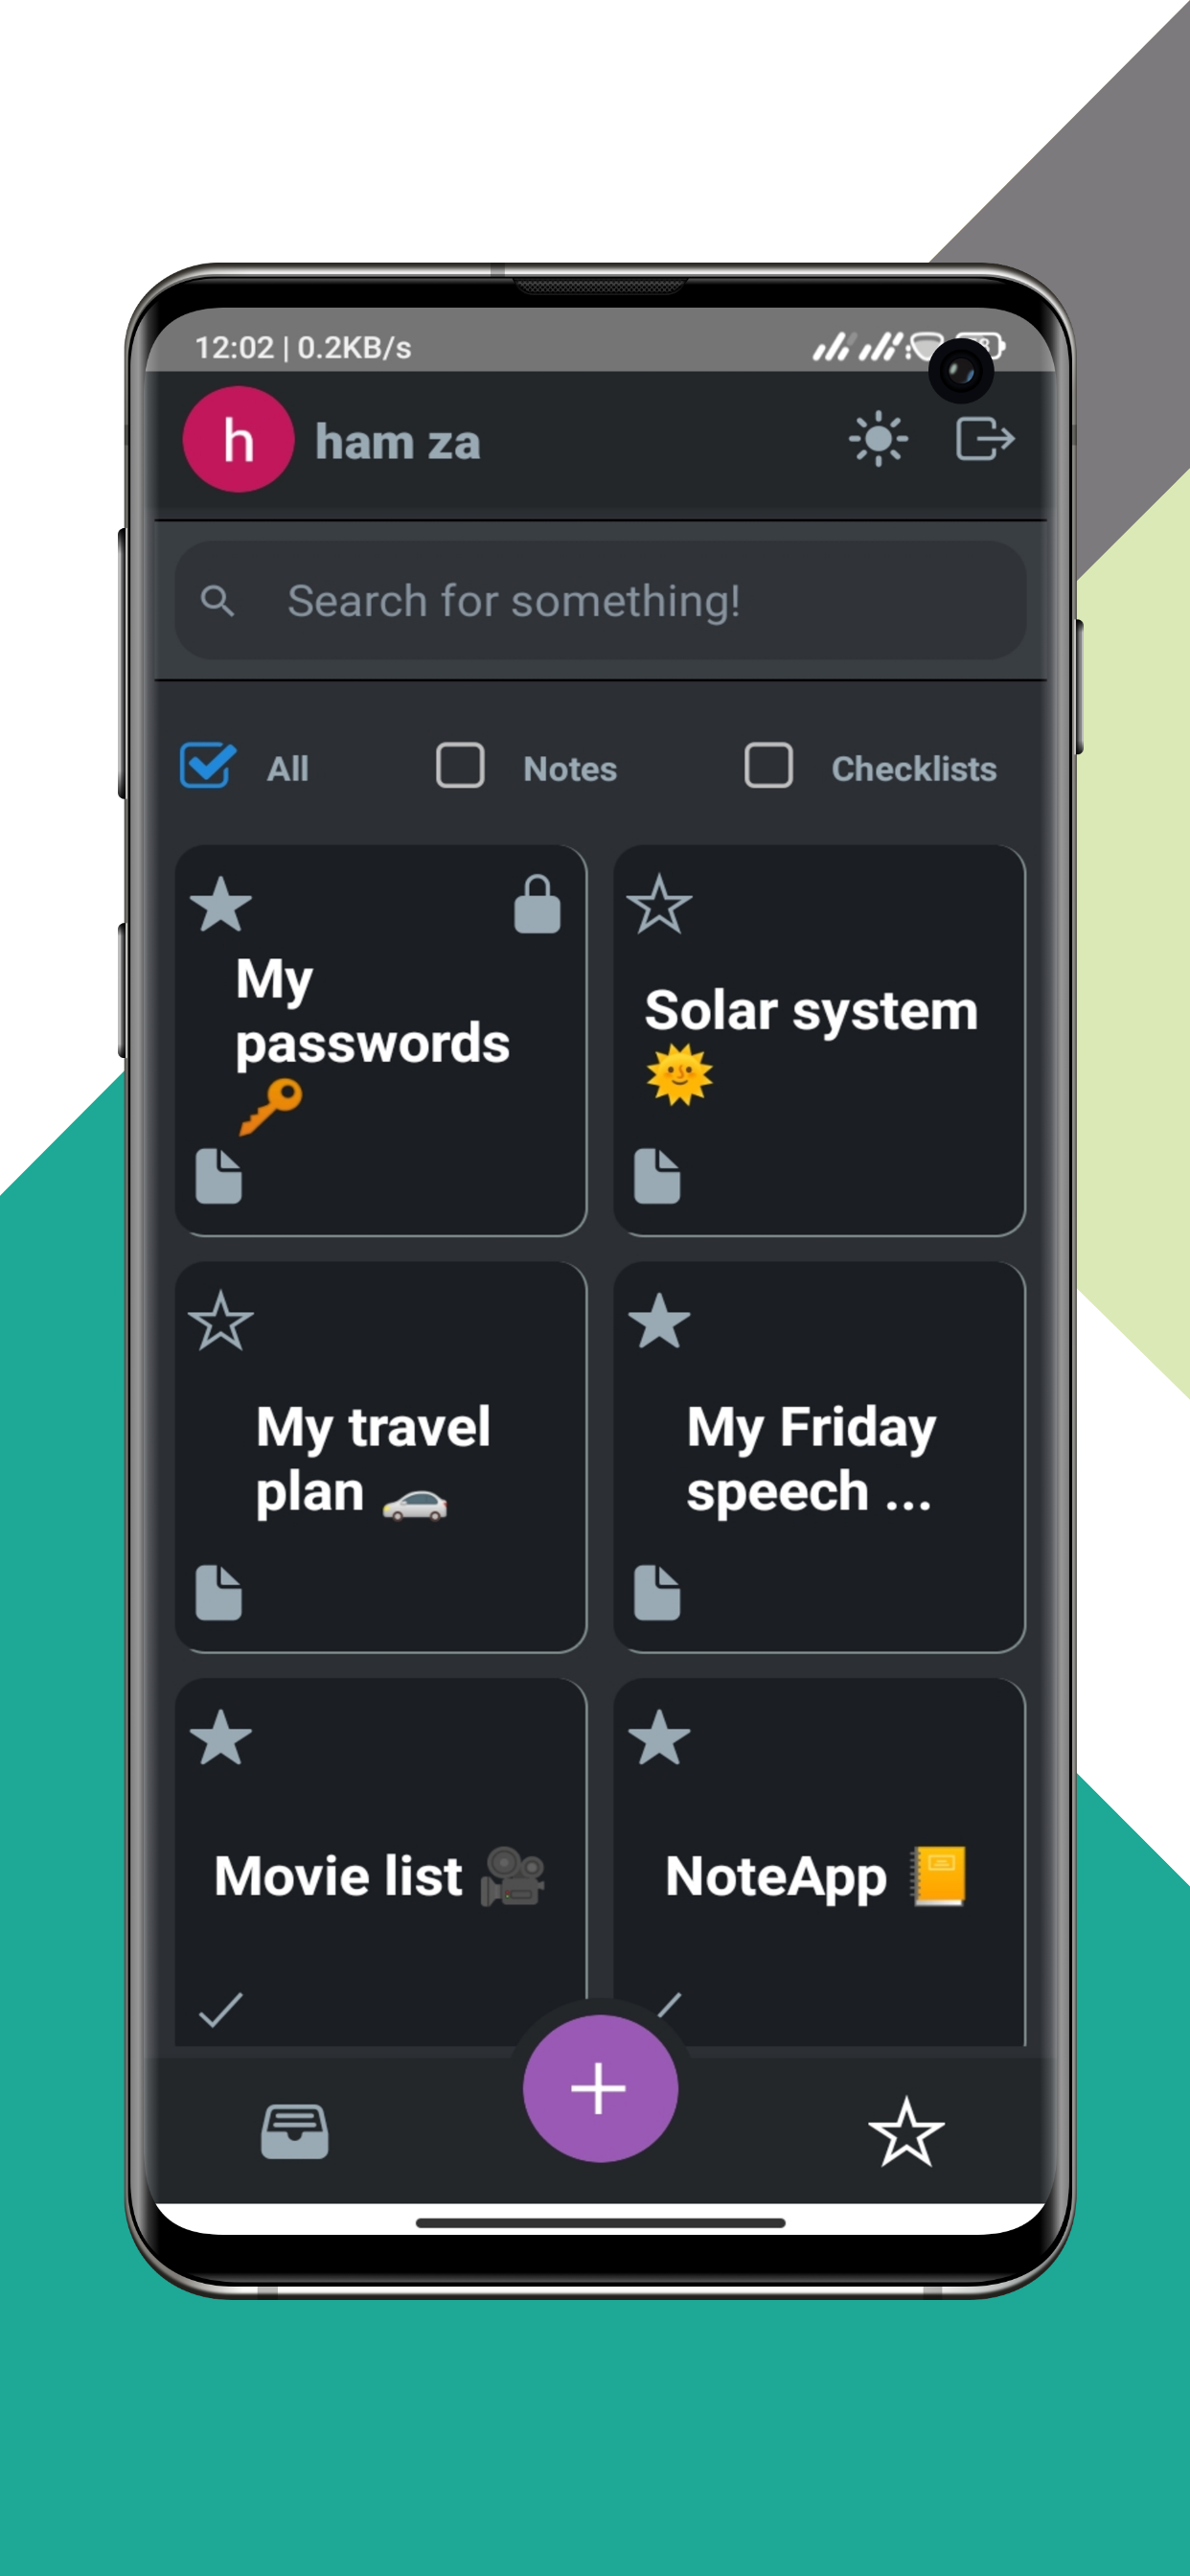 12:02 | 0.2KB/s
h
ham za
Search for something!
All
Notes
Checklists
My
passwords
🔑
Solar system
🌞
My travel
plan 🚗
My Friday
speech ...
Movie list 🎥
NoteApp 📒